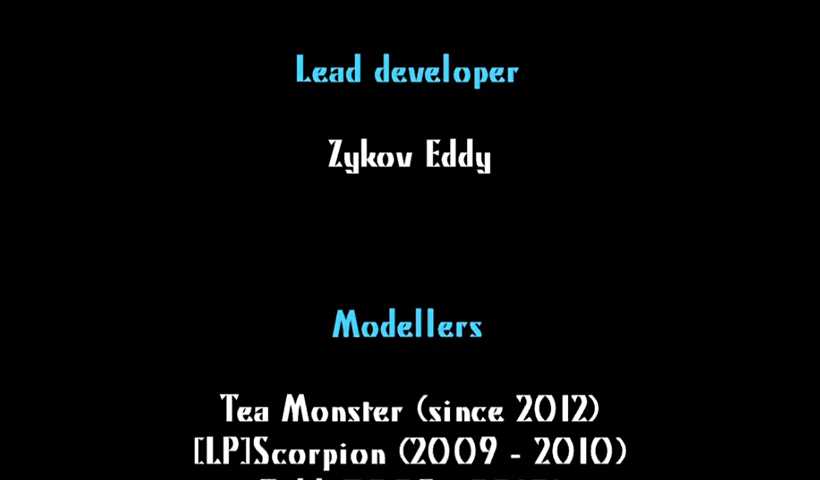 Lead developer
Zykov Eddy
Modellers
Tea Monster (since 2012)
[LP]Scorpion (2009 - 2010)